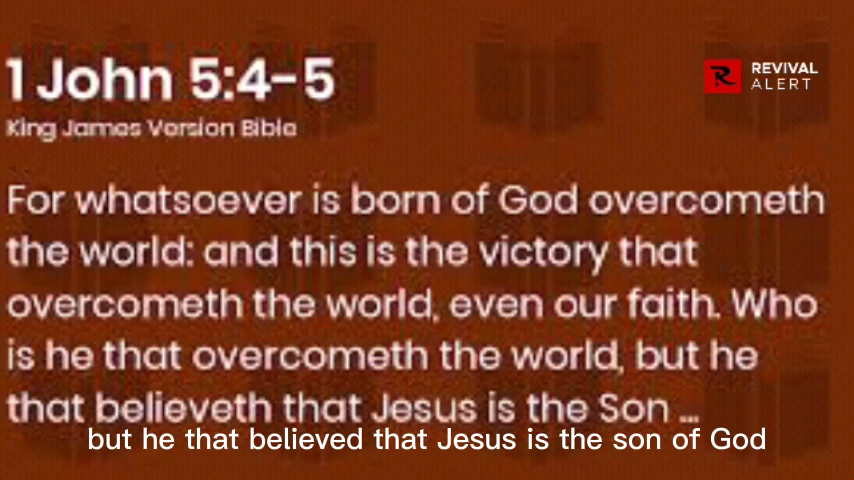 1 John 5:4-5
King James Version Bible
REVIVAL
ALERT
For whatsoever is born of God overcometh
the world: and this is the victory that
overcometh the world, even our faith. Who
is he that overcometh the world, but he
that believeth that Jesus is the Son ...
but he that believed that Jesus is the son of God